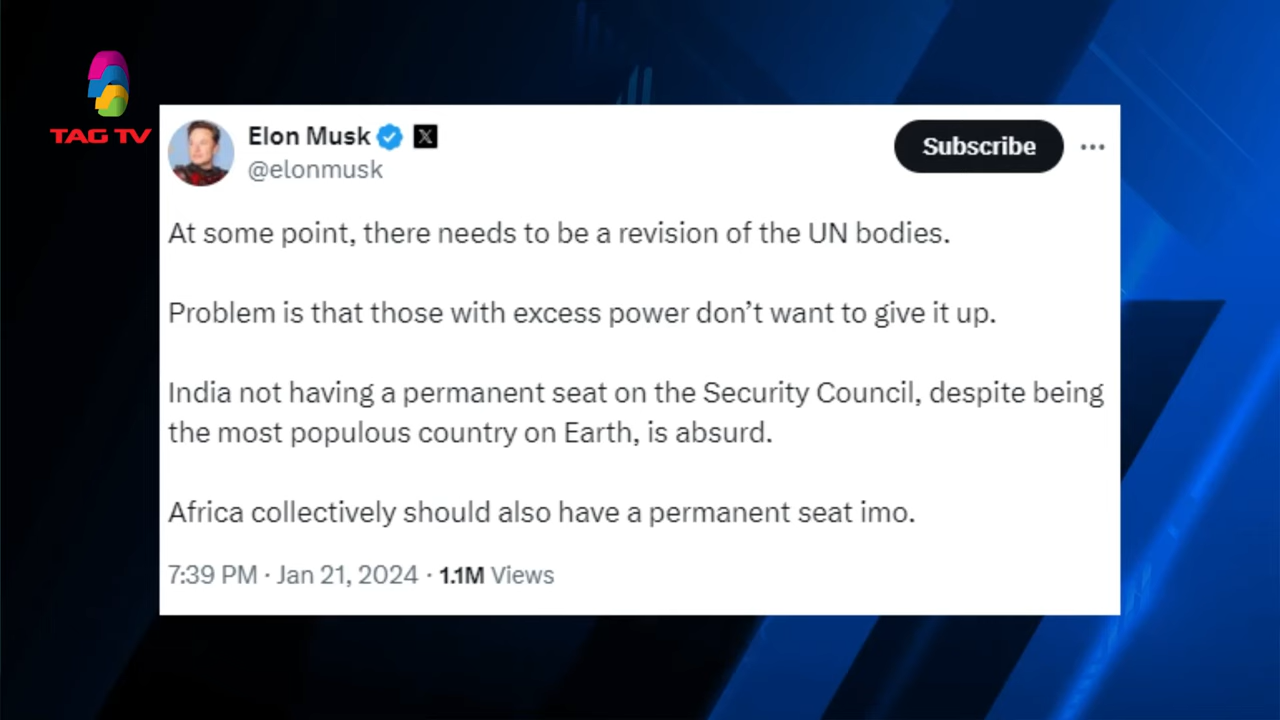 TAG TV
Elon Musk X
@elonmusk
Subscribe
At some point, there needs to be a revision of the UN bodies.
Problem is that those with excess power don’t want to give it up.
India not having a permanent seat on the Security Council, despite being
the most populous country on Earth, is absurd.
Africa collectively should also have a permanent seat imo.
7:39 PM · Jan 21, 2024 · 1.1M Views